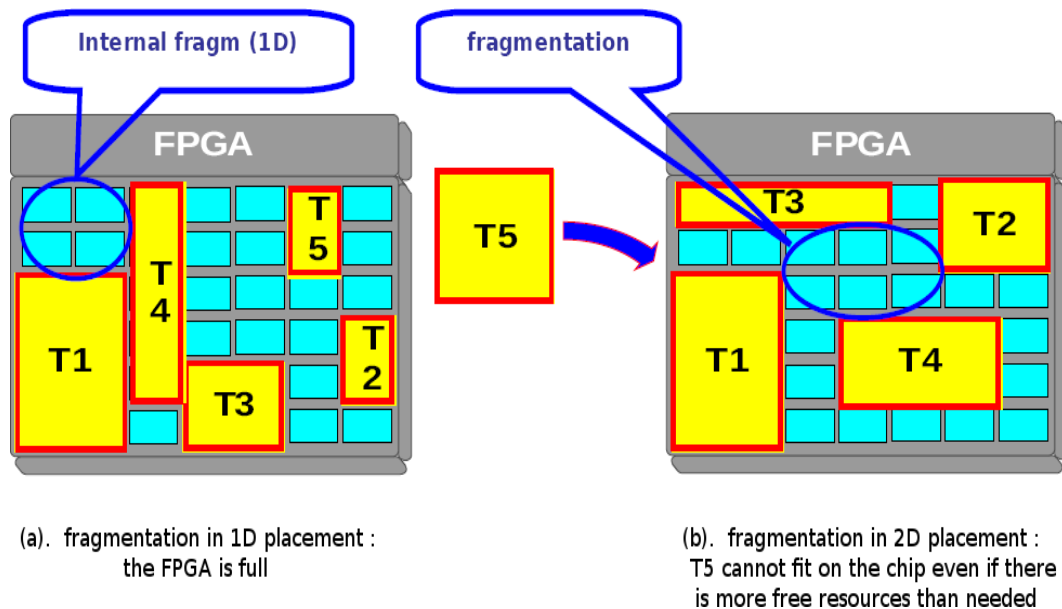 Internal fragm (1D)
fragmentation
FPGA
FPGA
T
4
T
5
T1
T3
T
2
T5
T3
T2
T1
T4
(a). fragmentation in 1D placement :
the FPGA is full
(b). fragmentation in 2D placement :
T5 cannot fit on the chip even if there
is more free resources than needed